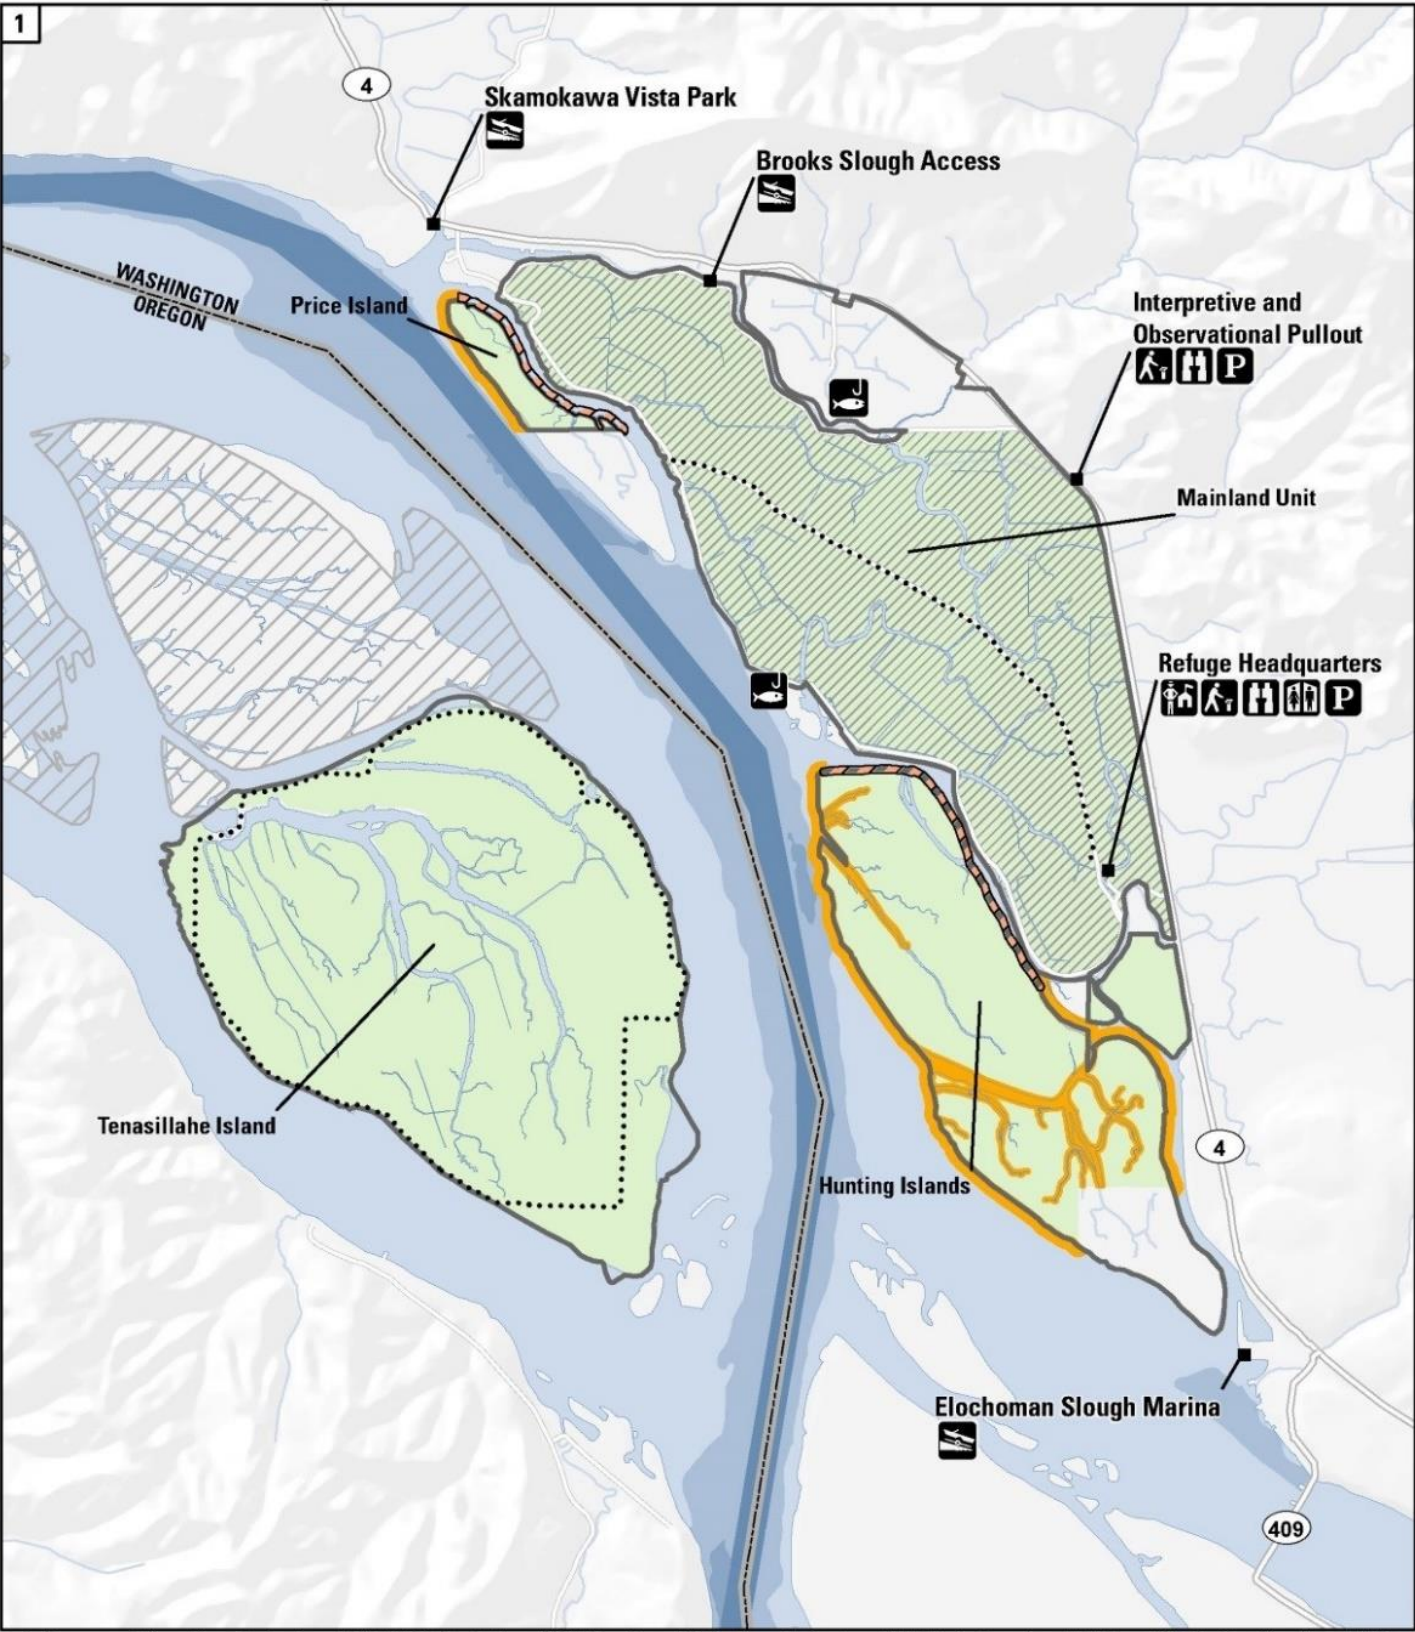 1
4
Skamokawa Vista Park
Brooks Slough Access
WASHINGTON
OREGON
Price Island
Interpretive and
Observational Pullout
P
Mainland Unit
Refuge Headquarters
P
Tenasillahe Island
4
Hunting Islands
Elochoman Slough Marina
409